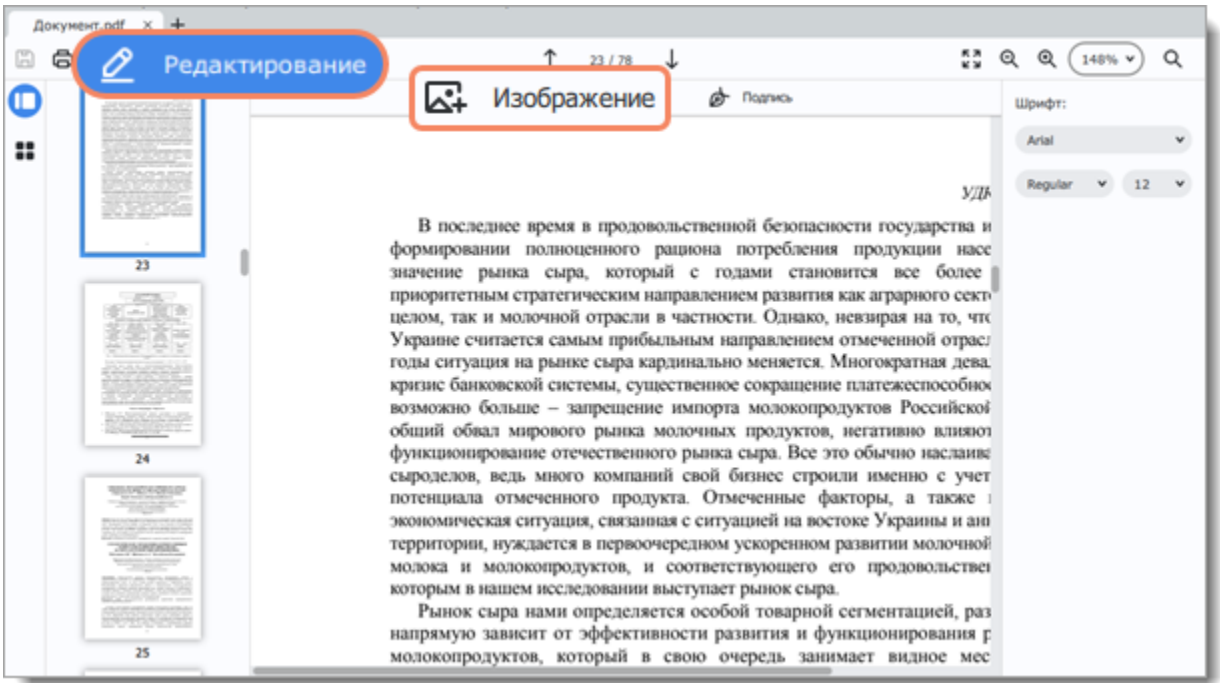 Документ.pdf × +
Редактирование
23 / 78
148%
Изображение
Подпись
Шрифт:
Arial
Regular
12
23
24
25
УДК
В последнее время в продовольственной безопасности государства и
формировании полноценного рациона потребления продукции насе
значение рынка сыра, который с годами становится все более
приоритетным стратегическим направлением развития как аграрного сект
целом, так и молочной отрасли в частности. Однако, невзирая на то, что
Украине считается самым прибыльным направлением отмеченной отрасл
годы ситуация на рынке сыра кардинально меняется. Многократная дева
кризис банковской системы, существенное сокращение платежеспособно
возможно больше – запрещение импорта молокопродуктов Российской
общий обвал мирового рынка молочных продуктов, негативно влияют
функционирование отечественного рынка сыра. Все это обычно наслаива
сыроделов, ведь много компаний свой бизнес строили именно с учет
потенциала отмеченного продукта. Отмеченные факторы, а также
экономическая ситуация, связанная с ситуацией на востоке Украины и анн
территории, нуждается в первоочередном ускоренном развитии молочной
молока и молокопродуктов, и соответствующего его продовольствен
которым в нашем исследовании выступает рынок сыра.
Рынок сыра нами определяется особой товарной сегментацией, раз
напрямую зависит от эффективности развития и функционирования р
молокопродуктов, который в свою очередь занимает видное мес